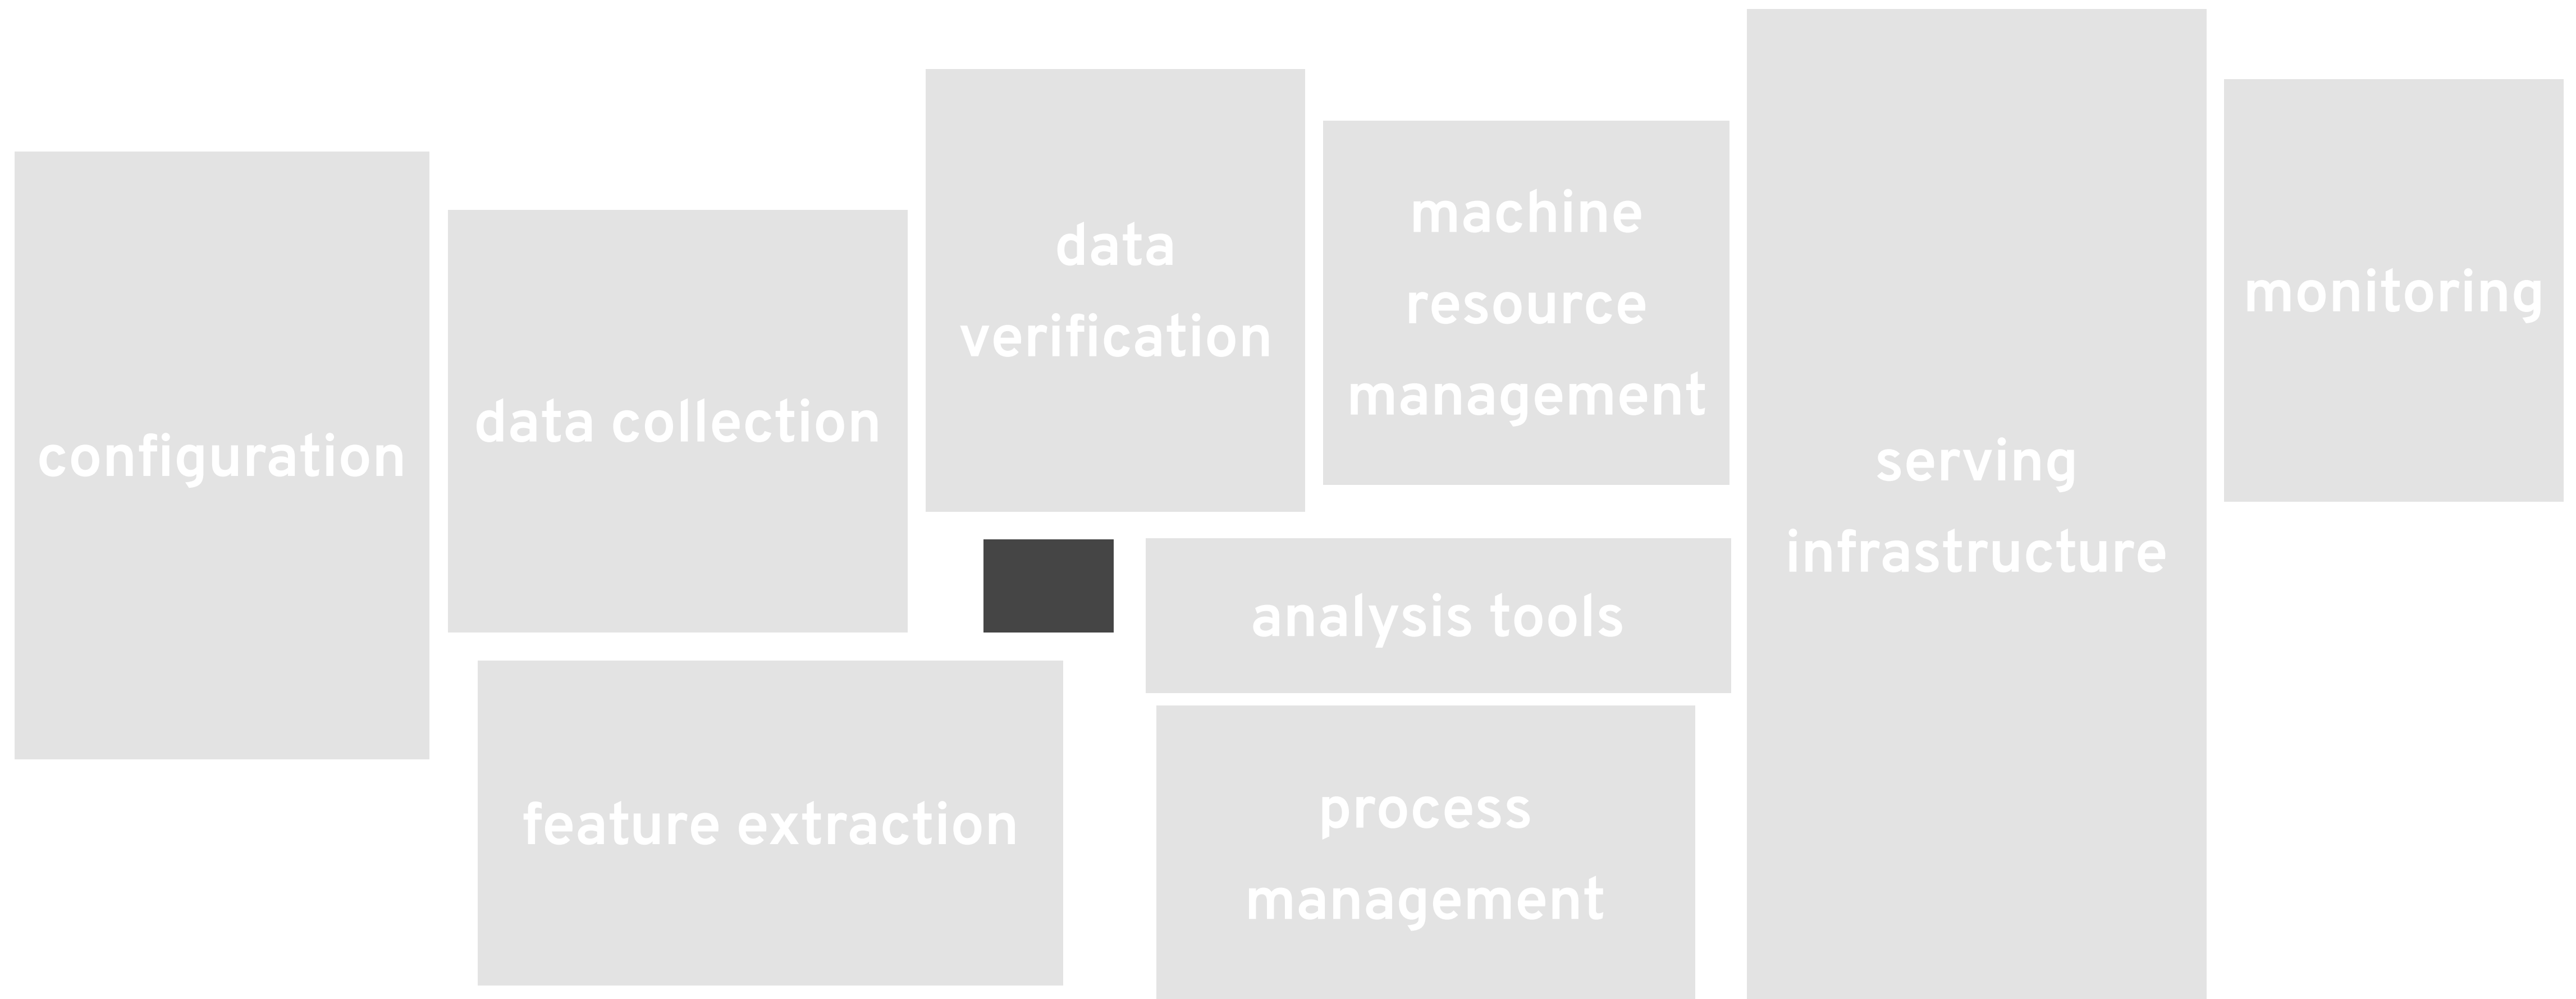 configuration
data collection
feature extraction
data
verification
machine
resource
management
analysis tools
process
management
serving
infrastructure
monitoring